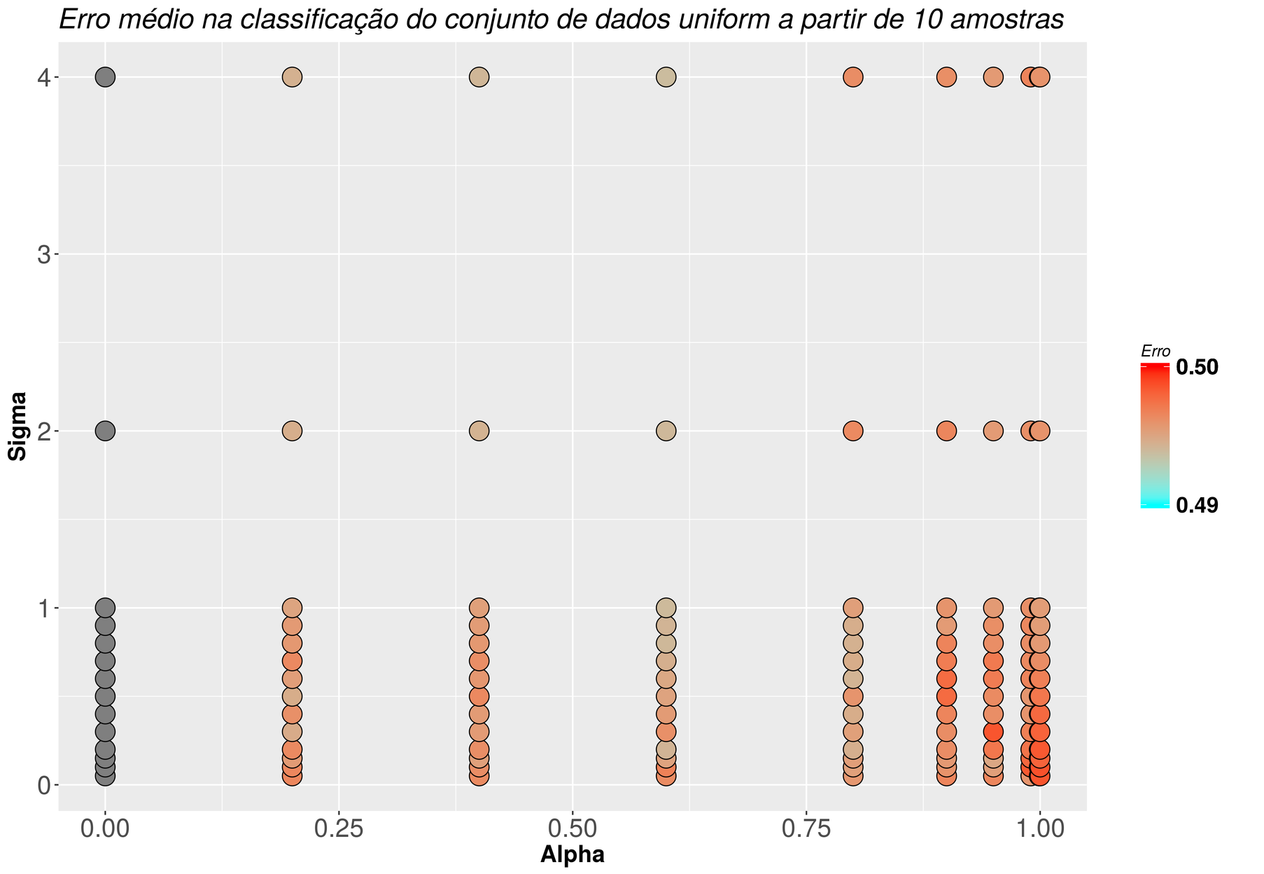 Erro médio na classificação do conjunto de dados uniform a partir de 10 amostras
4
3
2
1
0
Sigma
0.00 0.25 0.50 0.75 1.00
Alpha
Erro
0.50
0.49